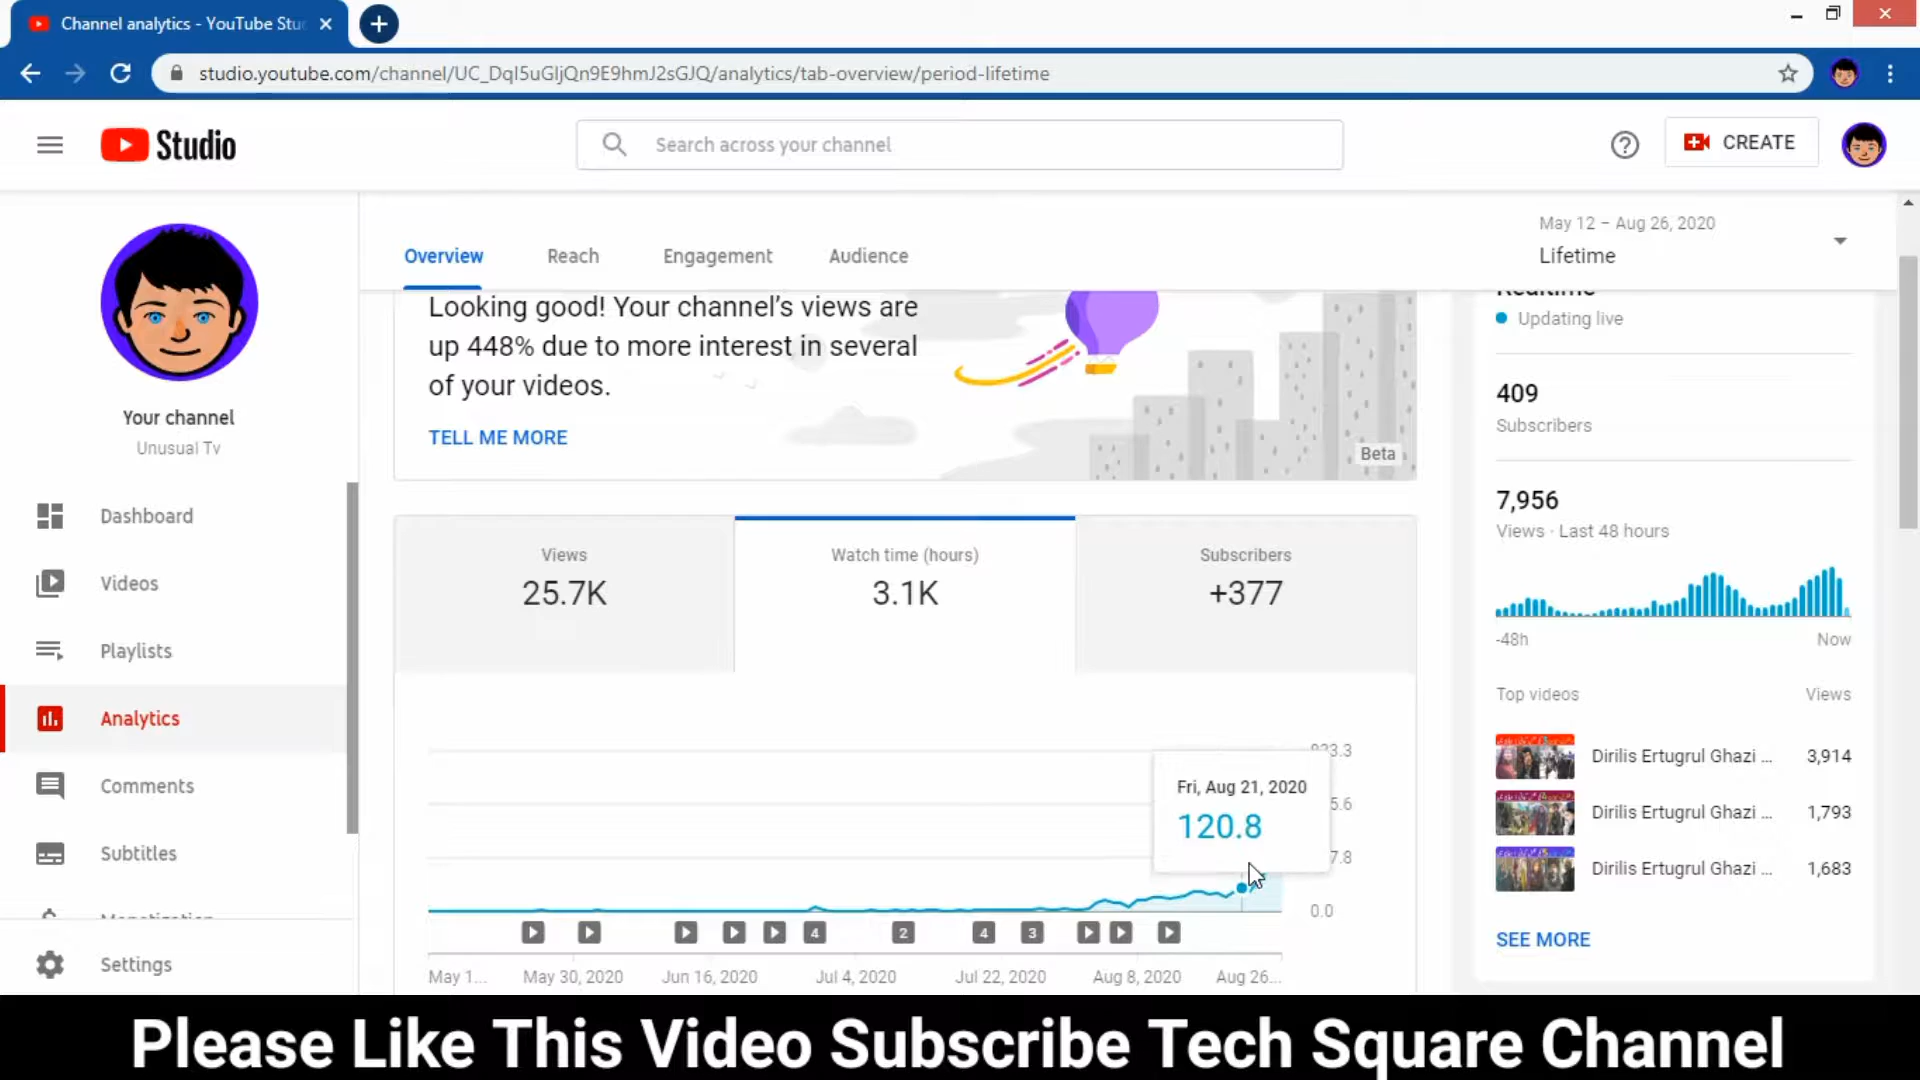 Channel analytics - YouTube Stu
studio.youtube.com/channel/UC_DqI5uGIjQn9E9hmJ2sGJQ/analytics/tab-overview/period-lifetime
Studio
Search across your channel
CREATE
Your channel
Unusual Tv
Dashboard
Videos
Playlists
Analytics
Comments
Subtitles
Monetization
Settings
Overview
Reach
Engagement
Audience
May 12 – Aug 26, 2020
Lifetime
Looking good! Your channel's views are
up 448% due to more interest in several
of your videos.
TELL ME MORE
Beta
Views
25.7K
Watch time (hours)
3.1K
Subscribers
+377
Fri, Aug 21, 2020
120.8
0.0
4
2
4
3
May 1...
May 30, 2020
Jun 16, 2020
Jul 4, 2020
Jul 22, 2020
Aug 8, 2020
Aug 26...
Realtime
Updating live
409
Subscribers
7,956
Views · Last 48 hours
-48h
Now
Top videos
Views
Dirilis Ertugrul Ghazi ...
3,914
Dirilis Ertugrul Ghazi ...
1,793
Dirilis Ertugrul Ghazi ...
1,683
SEE MORE
Please Like This Video Subscribe Tech Square Channel